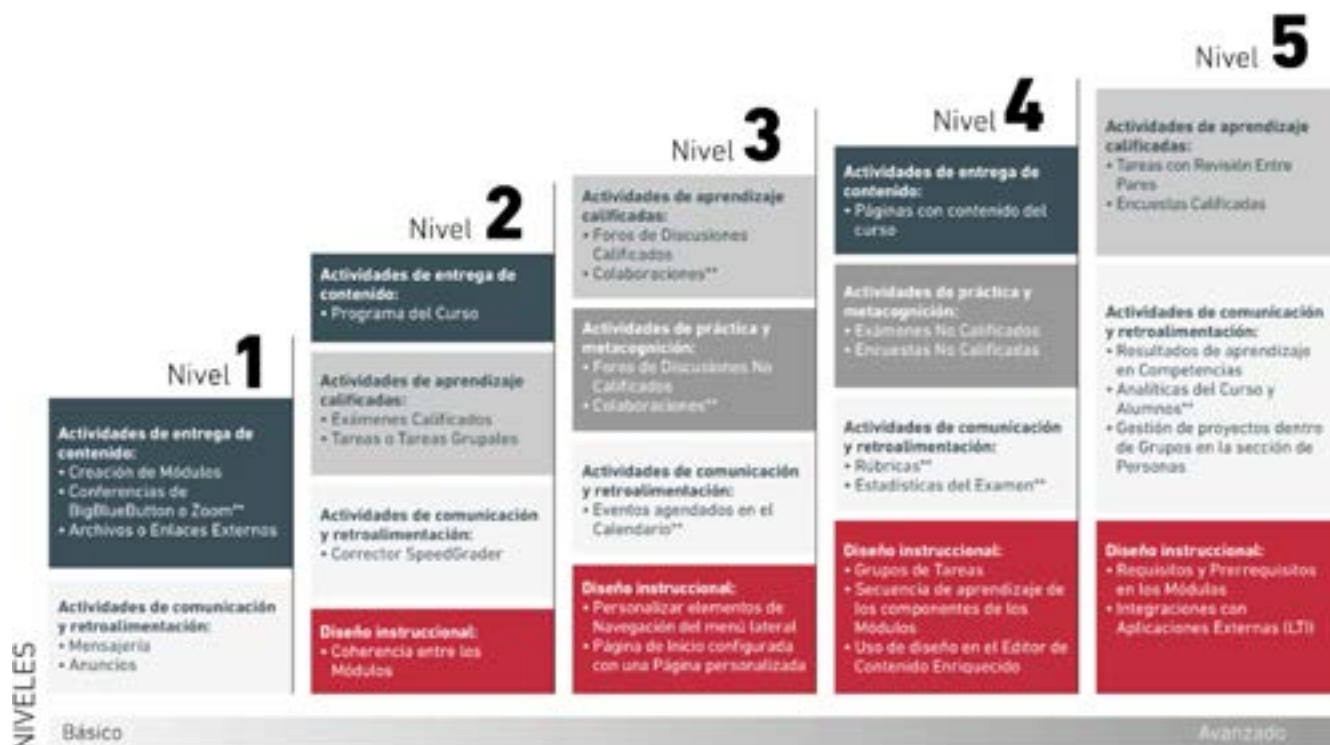 Nivel 1
Actividades de entrega de
contenido:
• Creación de Módulos
• Conferencias de
BigBlueButton o Zoom**
• Archivos o Enlaces Externos
Actividades de comunicación
y retroalimentación:
• Mensajería
• Anuncios
Nivel 2
Actividades de entrega de
contenido:
• Programa del Curso
Actividades de aprendizaje
calificadas:
• Exámenes Calificados
• Tareas o Tareas Grupales
Actividades de comunicación
y retroalimentación:
• Corrector SpeedGrader
Diseño instruccional:
• Coherencia entre los
Módulos
Nivel 3
Actividades de aprendizaje
calificadas:
• Foros de Discusiones
Calificados
• Colaboraciones**
Actividades de práctica y
metacognición:
• Foros de Discusiones No
Calificados
• Colaboraciones**
Actividades de comunicación
y retroalimentación:
• Eventos agendados en el
Calendario**
Diseño instruccional:
• Personalizar elementos de
Navegación del menú lateral
• Página de Inicio configurada
con una Página personalizada
Nivel 4
Actividades de entrega de
contenido:
• Páginas con contenido del
curso
Actividades de práctica y
metacognición:
• Exámenes No Calificados
• Encuestas No Calificadas
Actividades de comunicación
y retroalimentación:
• Rúbricas**
• Estadísticas del Examen**
Diseño instruccional:
• Grupos de Tareas
• Secuencia de aprendizaje de
los componentes de los
Módulos
• Uso de diseño en el Editor de
Contenido Enriquecido
Nivel 5
Actividades de aprendizaje
calificadas:
• Tareas con Revisión Entre
Pares
• Encuestas Calificadas
Actividades de comunicación
y retroalimentación:
• Resultados de aprendizaje
en Competencias
• Analíticas del Curso y
Alumnos**
• Gestión de proyectos dentro
de Grupos en la sección de
Personas
Diseño instruccional:
• Requisitos y Prerrequisitos
en los Módulos
• Integraciones con
Aplicaciones Externas (LTI)
NIVELES
Básico
Avanzado